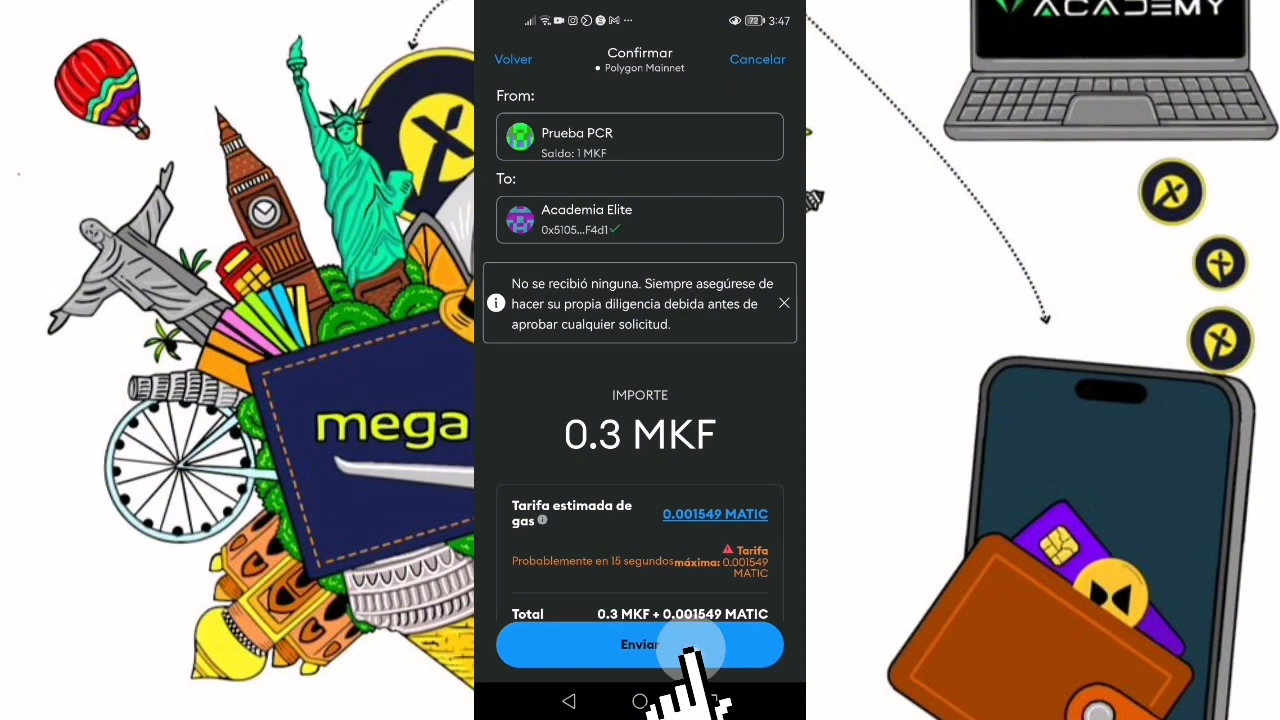 3:47
72
Volver
Confirmar
Cancelar
Polygon Mainnet
From:
Prueba PCR
Saldo: 1 MKF
To:
Academia Elite
0x5105...F4d1
No se recibió ninguna. Siempre asegúrese de
hacer su propia diligencia debida antes de
aprobar cualquier solicitud.
IMPORTE
0.3 MKF
Tarifa estimada de
gas
0.001549 MATIC
Probablemente en 15 segundos
Tarifa
máxima: 0.001549
MATIC
Total
0.3 MKF + 0.001549 MATIC
Enviar
mega
ACADEMY